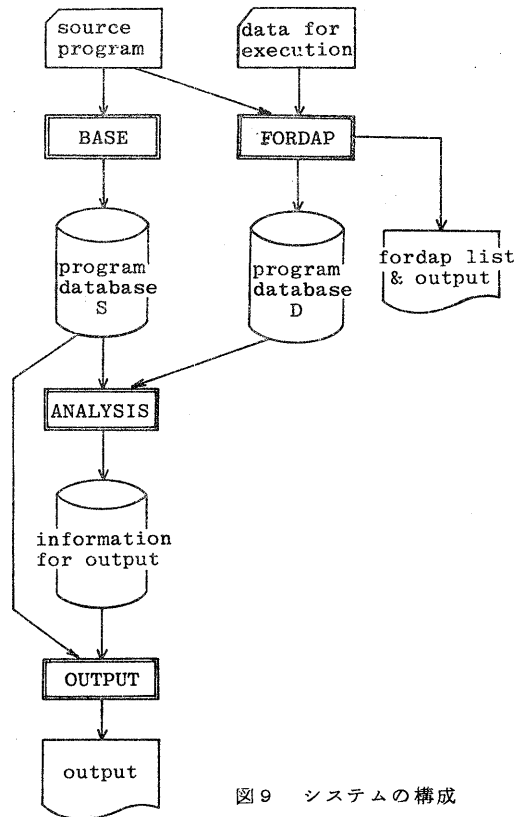 source
program
data for
execution
BASE
FORDAP
program
database
S
program
database
D
fordap list
& output
ANALYSIS
information
for output
OUTPUT
output
図9 システムの構成